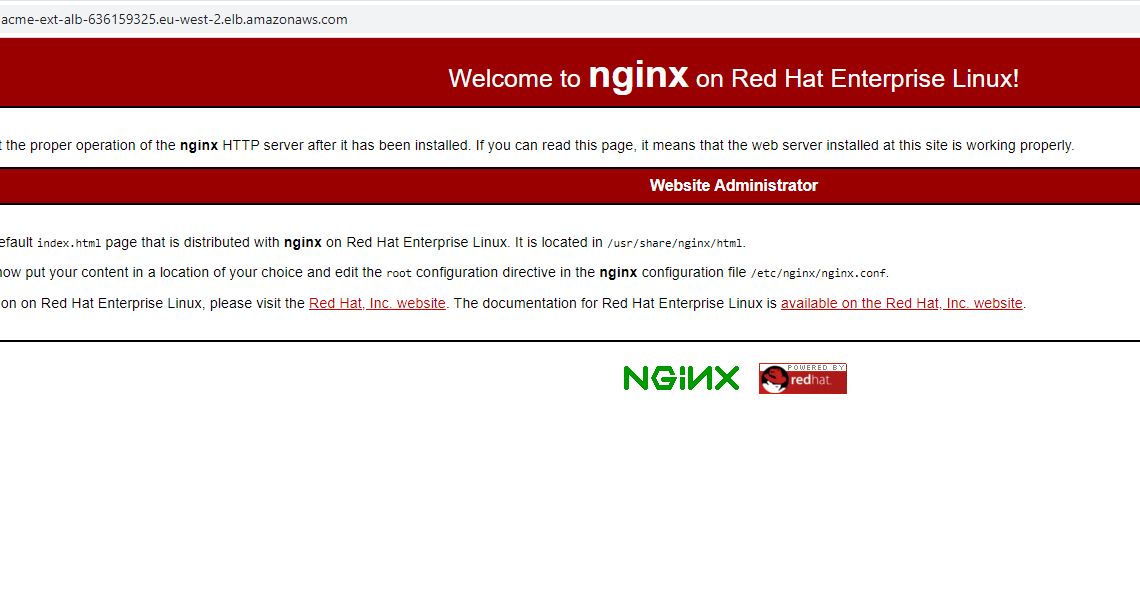 acme-ext-alb-636159325.eu-west-2.elb.amazonaws.com
Welcome to nginx on Red Hat Enterprise Linux!
the proper operation of the nginx HTTP server after it has been installed. If you can read this page, it means that the web server installed at this site is working properly.
Website Administrator
index.html page that is distributed with nginx on Red Hat Enterprise Linux. It is located in /usr/share/nginx/html.
put your content in a location of your choice and edit the root configuration directive in the nginx configuration file /etc/nginx/nginx.conf.
on Red Hat Enterprise Linux, please visit the Red Hat, Inc. website. The documentation for Red Hat Enterprise Linux is available on the Red Hat, Inc. website.
NGINX
POWERED BY
redhat.